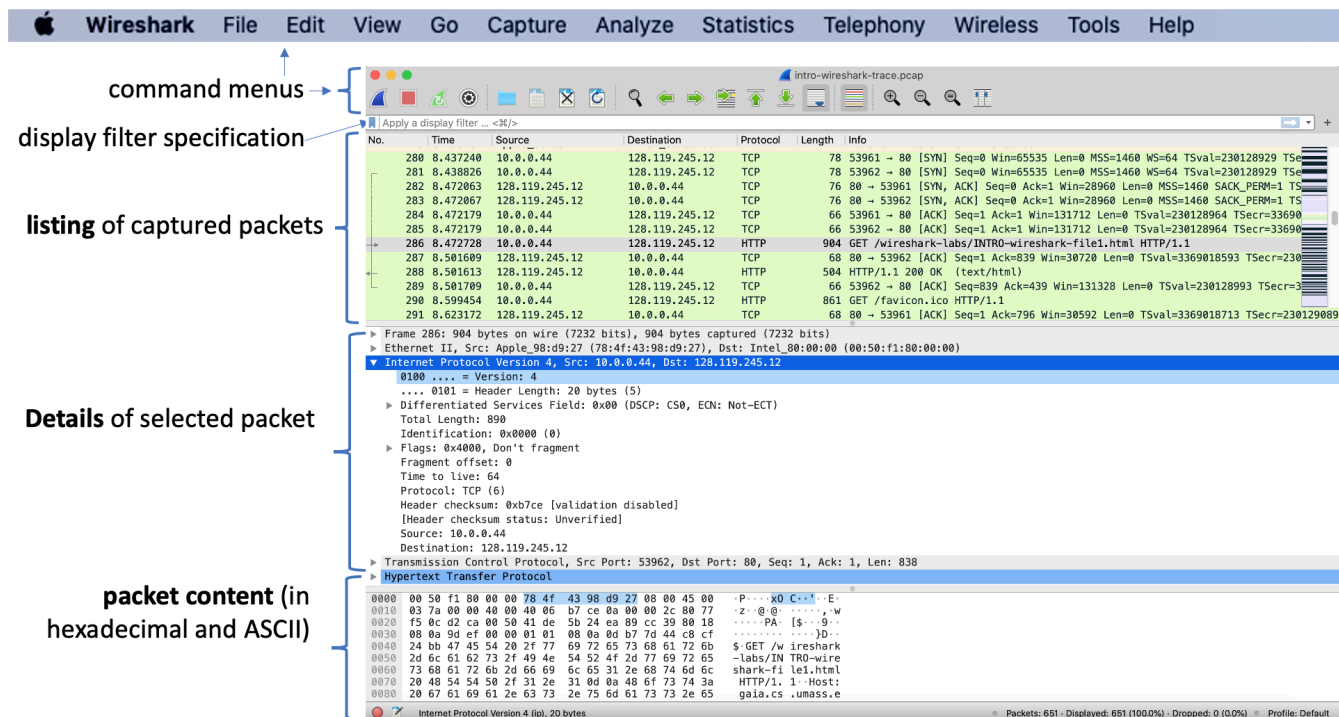 Wireshark File Edit View Go Capture Analyze Statistics Telephony Wireless Tools Help
command menus
intro-wireshark-trace.pcap
display filter specification
Apply a display filter ... <⌘/>
No. Time Source Destination Protocol Length Info
280 8.437240 10.0.0.44 128.119.245.12 TCP 78 53961 → 80 [SYN] Seq=0 Win=65535 Len=0 MSS=1460 WS=64 TSval=230128929 TSe
281 8.438826 10.0.0.44 128.119.245.12 TCP 78 53962 → 80 [SYN] Seq=0 Win=65535 Len=0 MSS=1460 WS=64 TSval=230128929 TSe
282 8.472063 128.119.245.12 10.0.0.44 TCP 76 80 → 53961 [SYN, ACK] Seq=0 Ack=1 Win=28960 Len=0 MSS=1460 SACK_PERM=1 TS
283 8.472067 128.119.245.12 10.0.0.44 TCP 76 80 → 53962 [SYN, ACK] Seq=0 Ack=1 Win=28960 Len=0 MSS=1460 SACK_PERM=1 TS
284 8.472179 10.0.0.44 128.119.245.12 TCP 66 53961 → 80 [ACK] Seq=1 Ack=1 Win=131712 Len=0 TSval=230128964 TSecr=33690
285 8.472179 10.0.0.44 128.119.245.12 TCP 66 53962 → 80 [ACK] Seq=1 Ack=1 Win=131712 Len=0 TSval=230128964 TSecr=33690
286 8.472728 10.0.0.44 128.119.245.12 HTTP 904 GET /wireshark-labs/INTRO-wireshark-file1.html HTTP/1.1
287 8.501609 128.119.245.12 10.0.0.44 TCP 68 80 → 53962 [ACK] Seq=1 Ack=839 Win=30720 Len=0 TSval=3369018593 TSecr=230
288 8.501613 128.119.245.12 10.0.0.44 HTTP 504 HTTP/1.1 200 OK (text/html)
289 8.501709 10.0.0.44 128.119.245.12 TCP 66 53962 → 80 [ACK] Seq=839 Ack=439 Win=131328 Len=0 TSval=230128993 TSecr=3
290 8.599454 10.0.0.44 128.119.245.12 HTTP 861 GET /favicon.ico HTTP/1.1
291 8.623172 128.119.245.12 10.0.0.44 TCP 68 80 → 53961 [ACK] Seq=1 Ack=796 Win=30592 Len=0 TSval=3369018713 TSecr=230129089
listing of captured packets
Frame 286: 904 bytes on wire (7232 bits), 904 bytes captured (7232 bits)
Ethernet II, Src: Apple_98:d9:27 (78:4f:43:98:d9:27), Dst: Intel_80:00:00 (00:50:f1:80:00:00)
Internet Protocol Version 4, Src: 10.0.0.44, Dst: 128.119.245.12
0100 .... = Version: 4
.... 0101 = Header Length: 20 bytes (5)
Differentiated Services Field: 0x00 (DSCP: CS0, ECN: Not-ECT)
Total Length: 890
Identification: 0x0000 (0)
Flags: 0x4000, Don't fragment
Fragment offset: 0
Time to live: 64
Protocol: TCP (6)
Header checksum: 0xb7ce [validation disabled]
[Header checksum status: Unverified]
Source: 10.0.0.44
Destination: 128.119.245.12
Transmission Control Protocol, Src Port: 53962, Dst Port: 80, Seq: 1, Ack: 1, Len: 838
Hypertext Transfer Protocol
Details of selected packet
packet content (in
hexadecimal and ASCII)
0000 00 50 f1 80 00 00 78 4f 43 98 d9 27 08 00 45 00 ·P····xO C··'··E·
0010 03 7a 00 00 40 00 40 06 b7 ce 0a 00 00 2c 80 77 ·z··@·@· ·····,·w
0020 f5 0c d2 ca 00 50 41 de 5b 24 ea 89 cc 39 80 18 ·····PA· [$···9··
0030 08 0a 9d ef 00 00 01 01 08 0a 0d b7 7d 44 c8 cf ········ ····}D··
0040 24 bb 47 45 54 20 2f 77 69 72 65 73 68 61 72 6b $·GET /w ireshark
0050 2d 6c 61 62 73 2f 49 4e 54 52 4f 2d 77 69 72 65 -labs/IN TRO-wire
0060 73 68 61 72 6b 2d 66 69 6c 65 31 2e 68 74 6d 6c shark-fi le1.html
0070 20 48 54 54 50 2f 31 2e 31 0d 0a 48 6f 73 74 3a HTTP/1. 1··Host:
0080 20 67 61 69 61 2e 63 73 2e 75 6d 61 73 73 2e 65 gaia.cs .umass.e
Internet Protocol Version 4 (ip), 20 bytes Packets: 651 · Displayed: 651 (100.0%) · Dropped: 0 (0.0%) Profile: Default